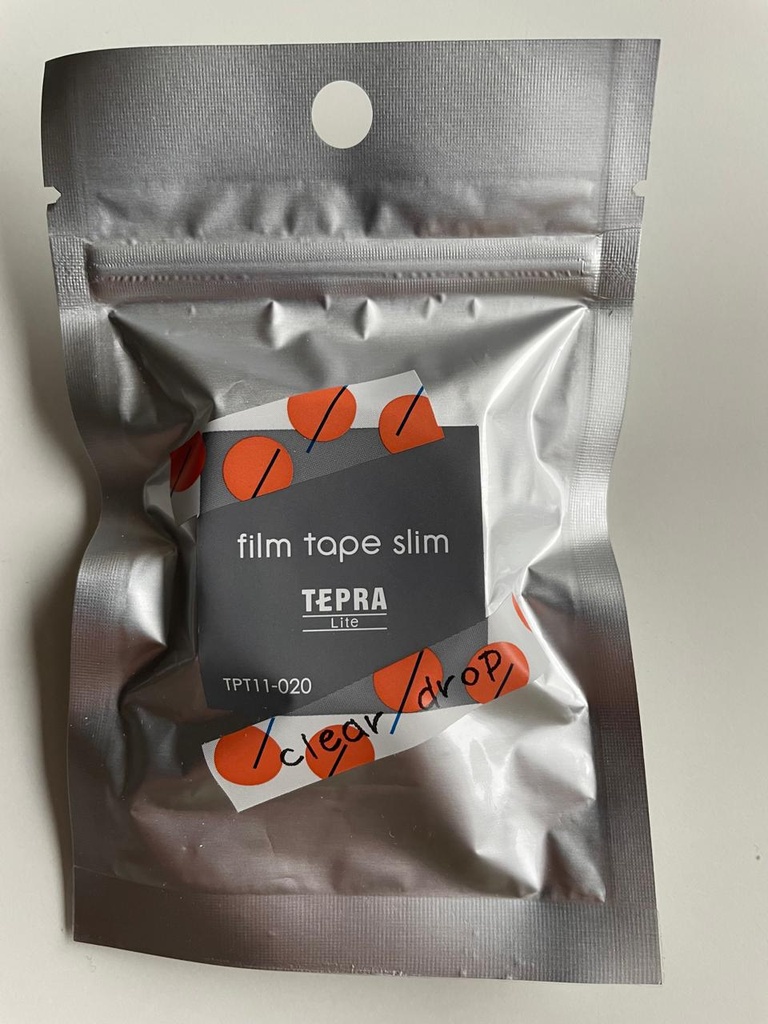 film tape slim
TEPRA
Lite
TPT11-020
clear/drop